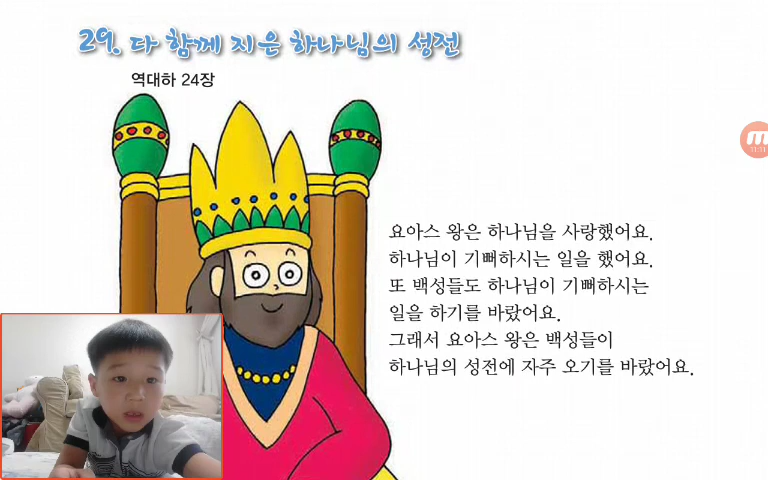 29. 다 함께 지은 하나님의 성전
역대하 24장
요아스 왕은 하나님을 사랑했어요.
하나님이 기뻐하시는 일을 했어요.
또 백성들도 하나님이 기뻐하시는
일을 하기를 바랐어요.
그래서 요아스 왕은 백성들이
하나님의 성전에 자주 오기를 바랐어요.